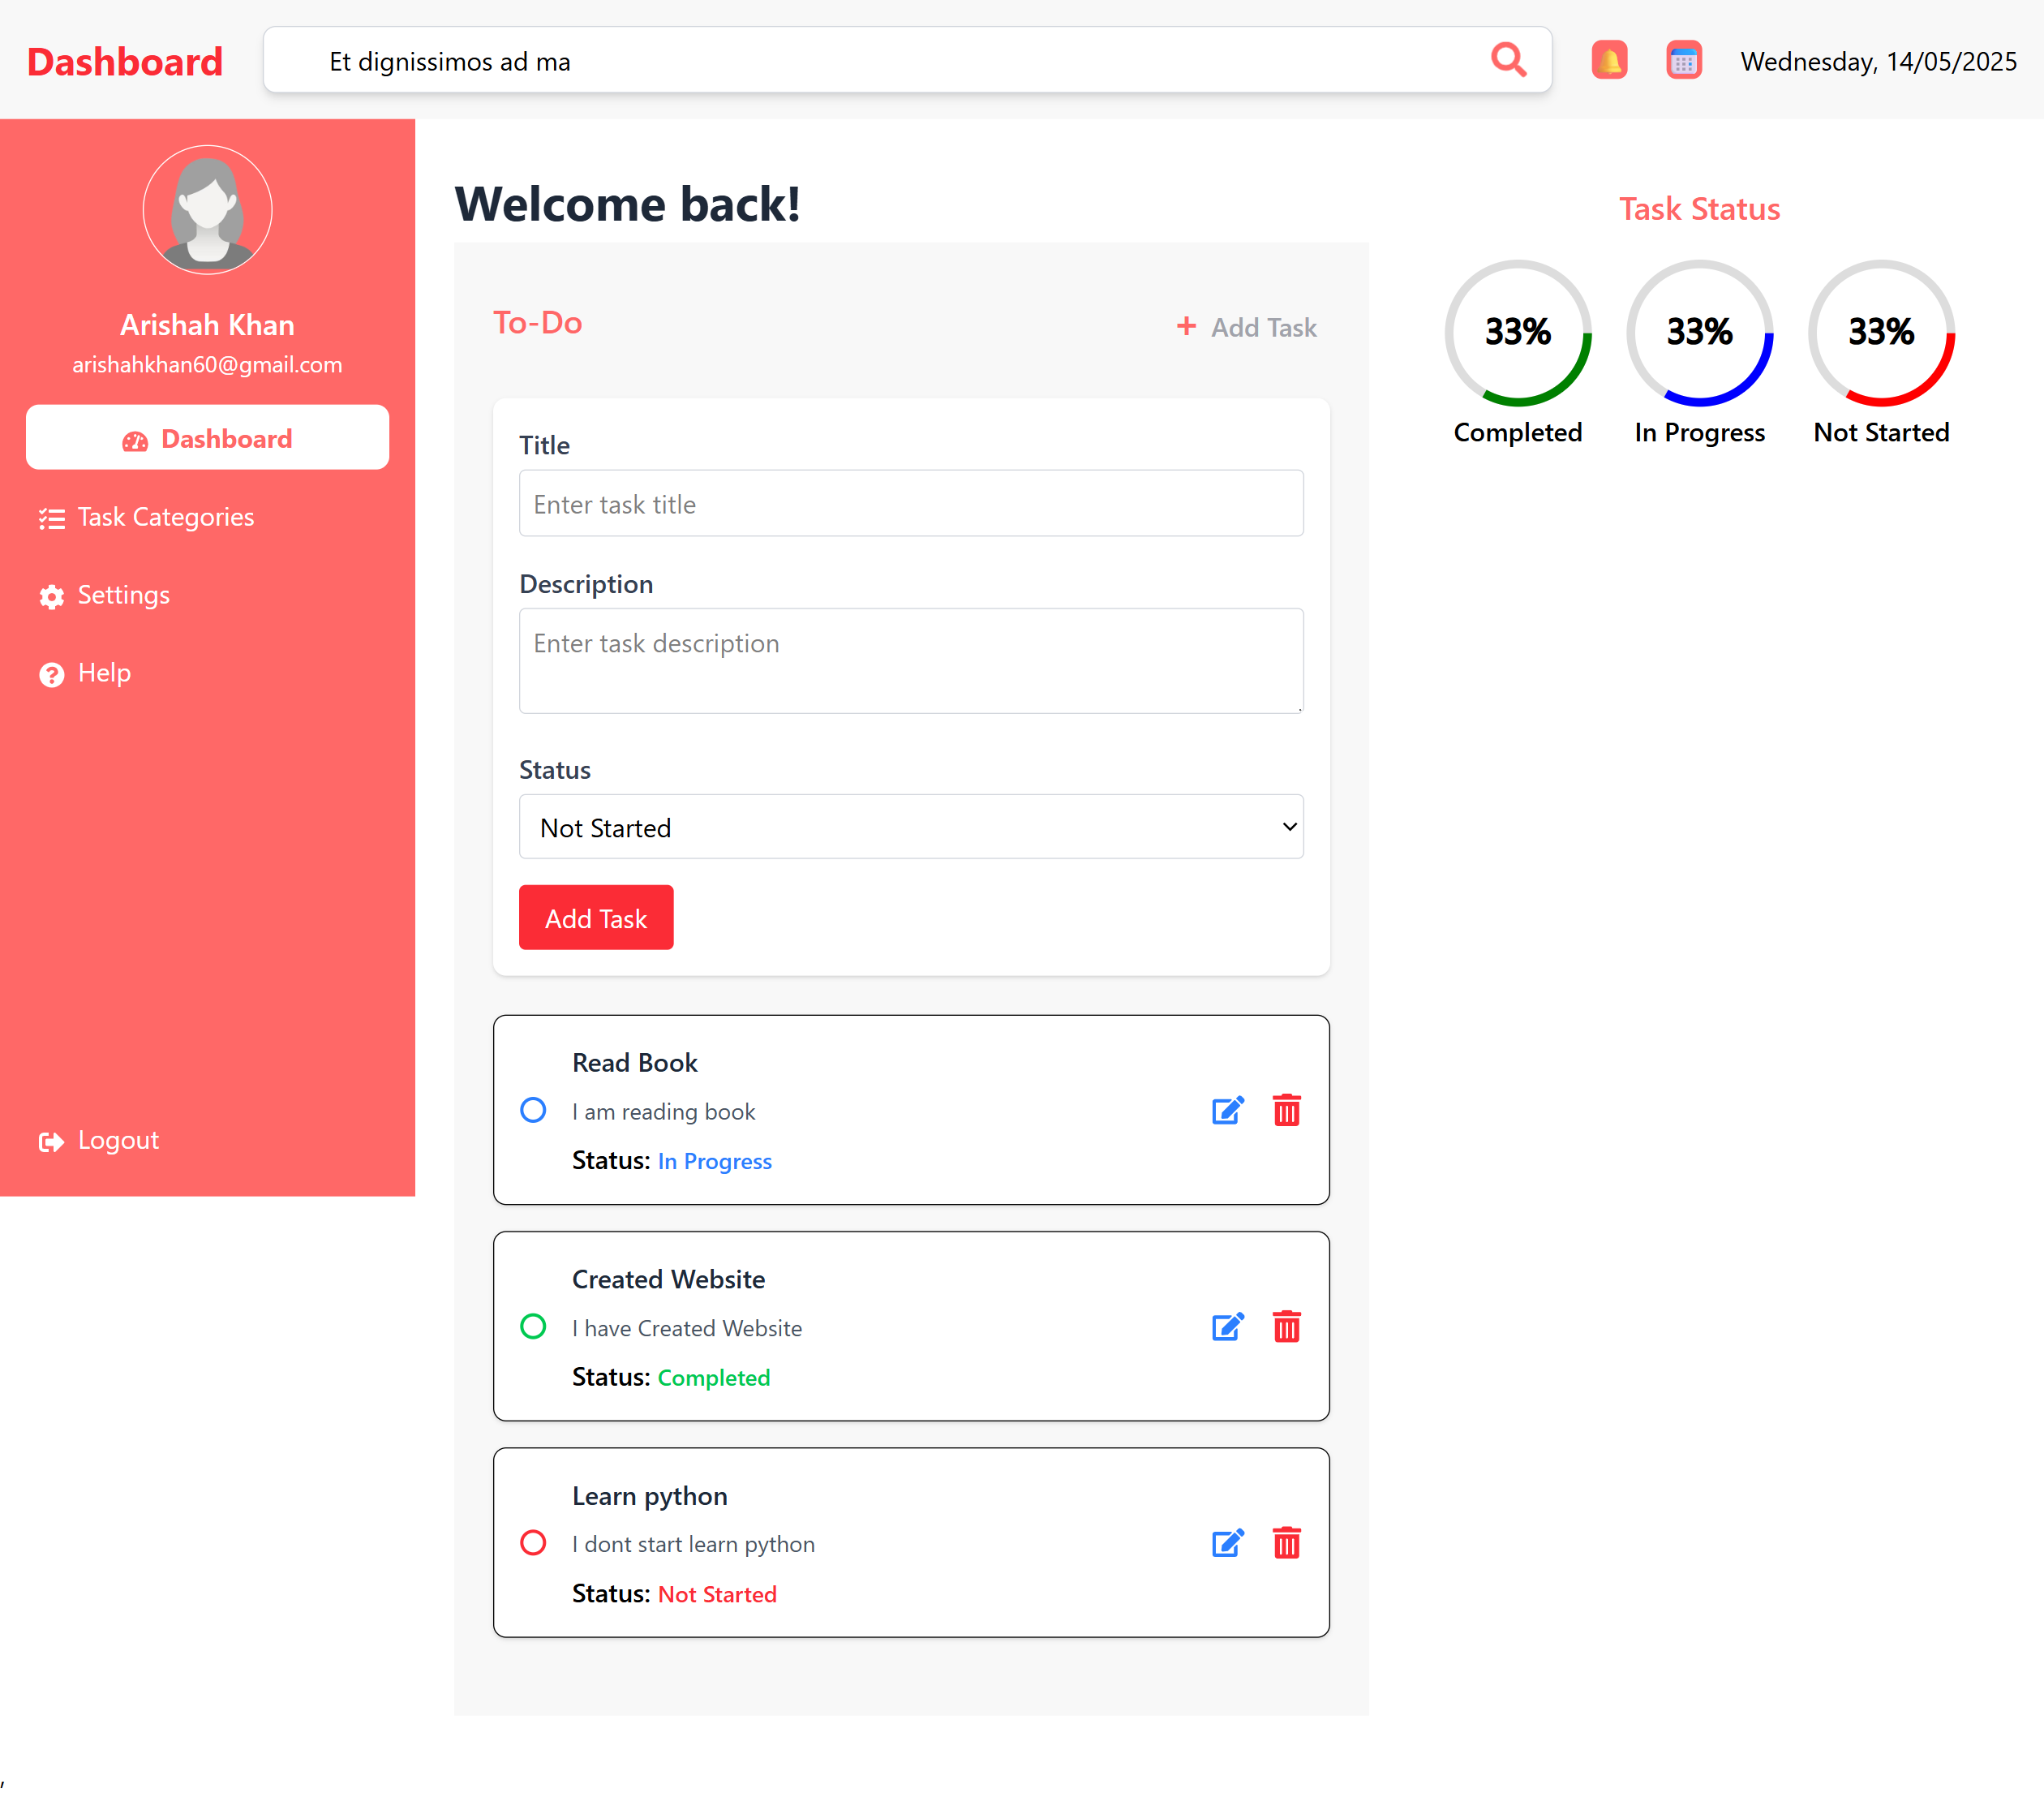 Dashboard
Et dignissimos ad ma
Wednesday, 14/05/2025
Arishah Khan
arishahkhan60@gmail.com
Dashboard
Task Categories
Settings
Help
Logout
Welcome back!
To-Do
+ Add Task
Title
Enter task title
Description
Enter task description
Status
Not Started
Add Task
Read Book
I am reading book
Status: In Progress
Created Website
I have Created Website
Status: Completed
Learn python
I dont start learn python
Status: Not Started
Task Status
33% 33% 33%
Completed In Progress Not Started
,